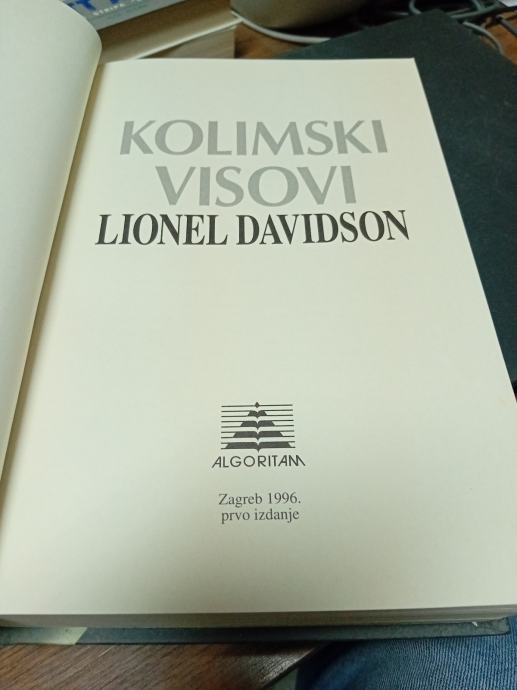 KOLIMSKI
VISOVI
LIONEL DAVIDSON
ALGORITAM
Zagreb 1996.
prvo izdanje